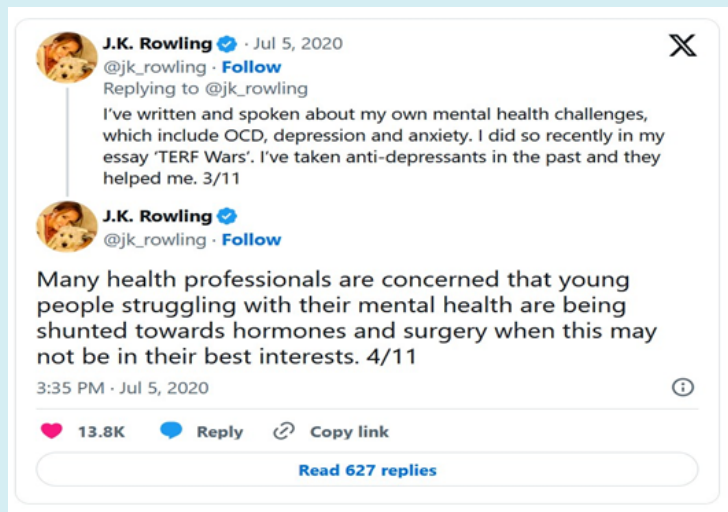 J.K. Rowling · Jul 5, 2020
@jk_rowling · Follow
Replying to @jk_rowling
I've written and spoken about my own mental health challenges,
which include OCD, depression and anxiety. I did so recently in my
essay 'TERF Wars'. I've taken anti-depressants in the past and they
helped me. 3/11
J.K. Rowling
@jk_rowling · Follow
Many health professionals are concerned that young
people struggling with their mental health are being
shunted towards hormones and surgery when this may
not be in their best interests. 4/11
3:35 PM · Jul 5, 2020
13.8K Reply Copy link
Read 627 replies